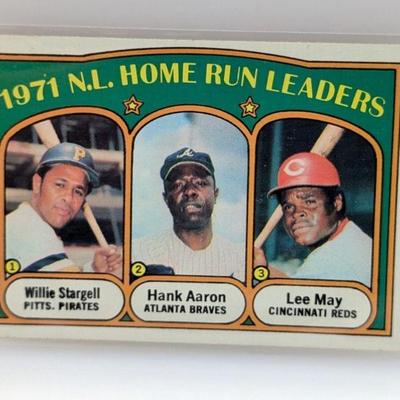 1971 N.L. HOME RUN LEADERS
P
A
C
1
Willie Stargell
PITTS. PIRATES
2
Hank Aaron
ATLANTA BRAVES
3
Lee May
CINCINNATI REDS